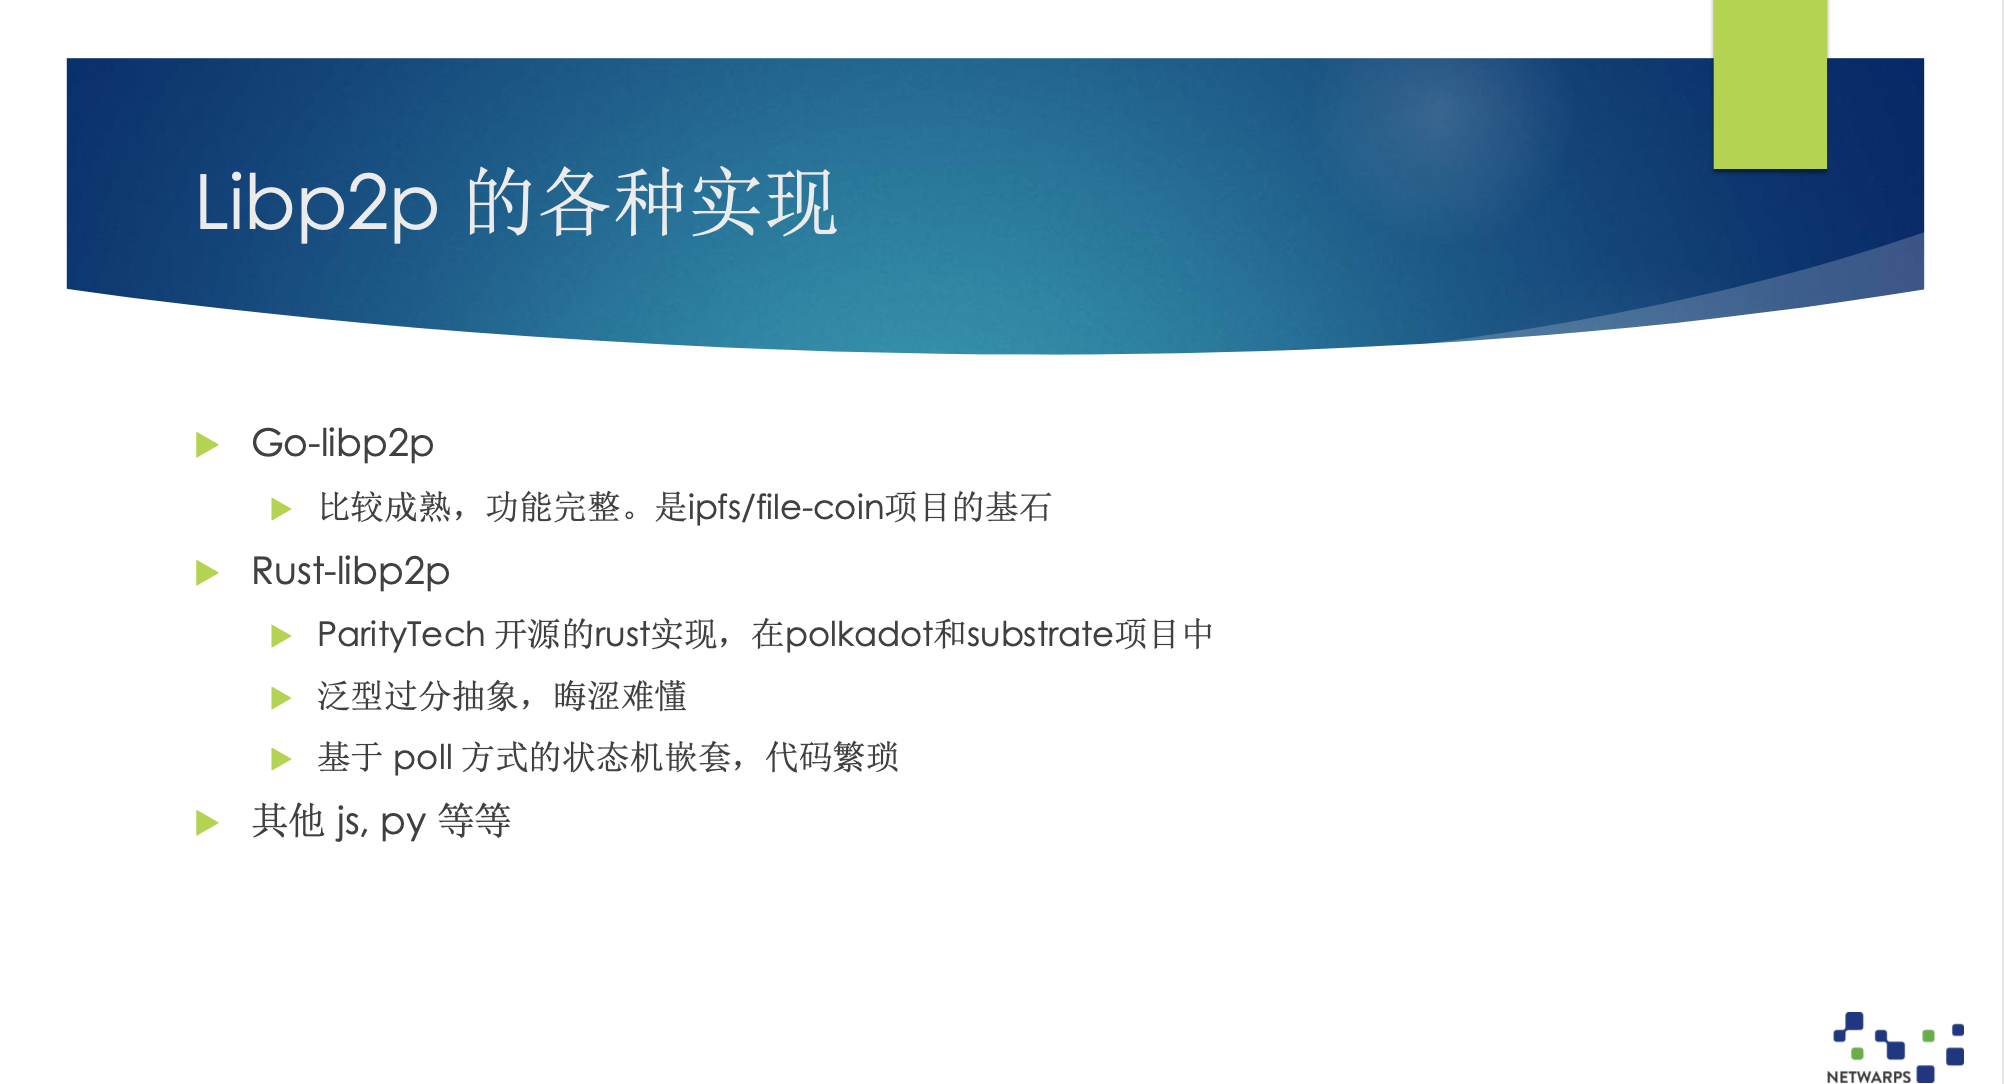 Libp2p 的各种实现
Go-libp2p
比较成熟，功能完整。是ipfs/file-coin项目的基石
Rust-libp2p
ParityTech 开源的rust实现，在polkadot和substrate项目中
泛型过分抽象，晦涩难懂
基于 poll 方式的状态机嵌套，代码繁琐
其他 js, py 等等
NETWARPS